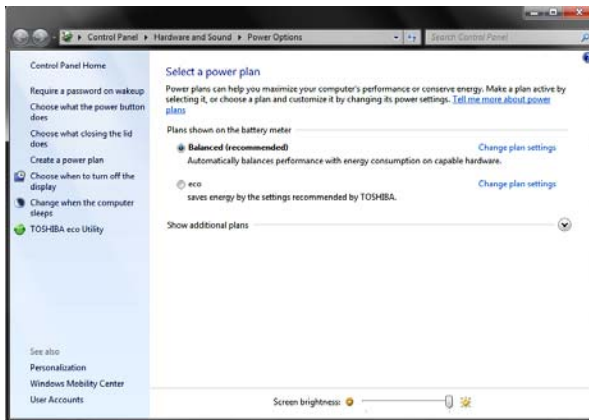 Control Panel ▸ Hardware and Sound ▸ Power Options
Search Control Panel
Control Panel Home
Require a password on wakeup
Choose what the power button
does
Choose what closing the lid
does
Create a power plan
Choose when to turn off the
display
Change when the computer
sleeps
TOSHIBA eco Utility
See also
Personalization
Windows Mobility Center
User Accounts
Select a power plan
Power plans can help you maximize your computer's performance or conserve energy. Make a plan active by
selecting it, or choose a plan and customize it by changing its power settings. Tell me more about power
plans
Plans shown on the battery meter
Balanced (recommended) Change plan settings
Automatically balances performance with energy consumption on capable hardware.
eco Change plan settings
saves energy by the settings recommended by TOSHIBA.
Show additional plans
Screen brightness: